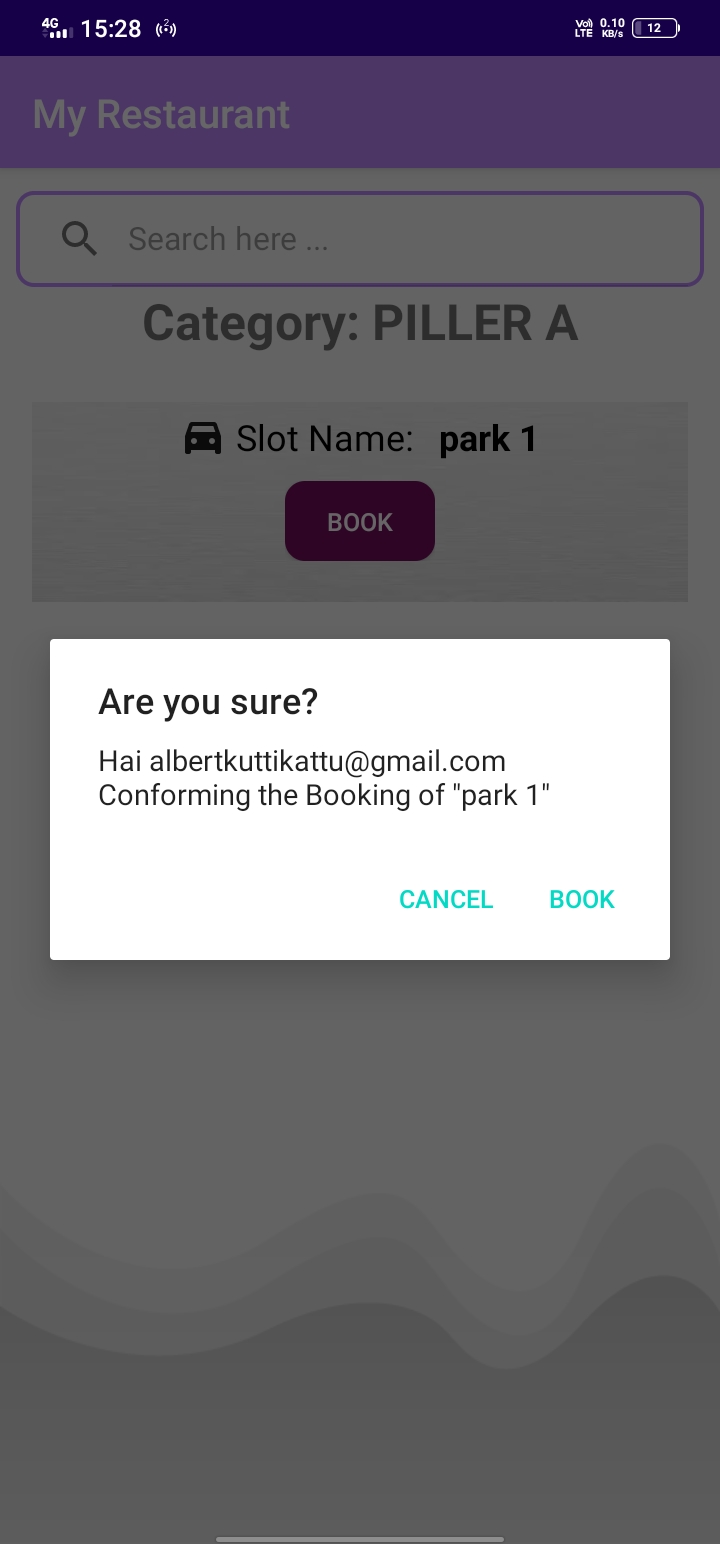 4G 15:28 2 Vo) LTE 0.10 KB/s 12
My Restaurant
Search here ...
Category: PILLER A
Slot Name: park 1
BOOK
Are you sure?
Hai albertkuttikattu@gmail.com
Conforming the Booking of "park 1"
CANCEL BOOK